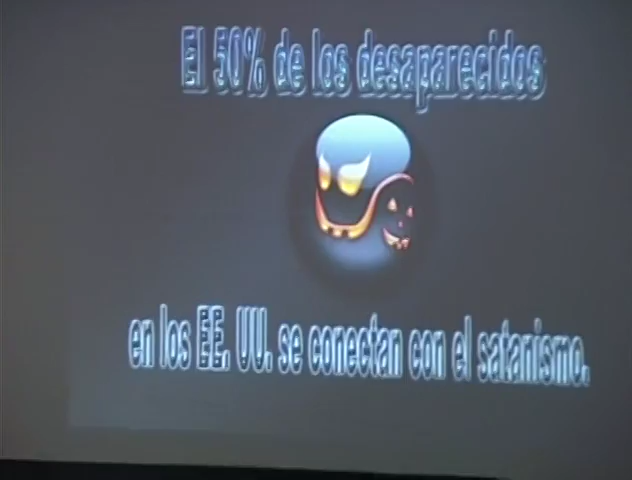 El 50% de los desaparecidos
en los EE. UU. se conectan con el satanismo.